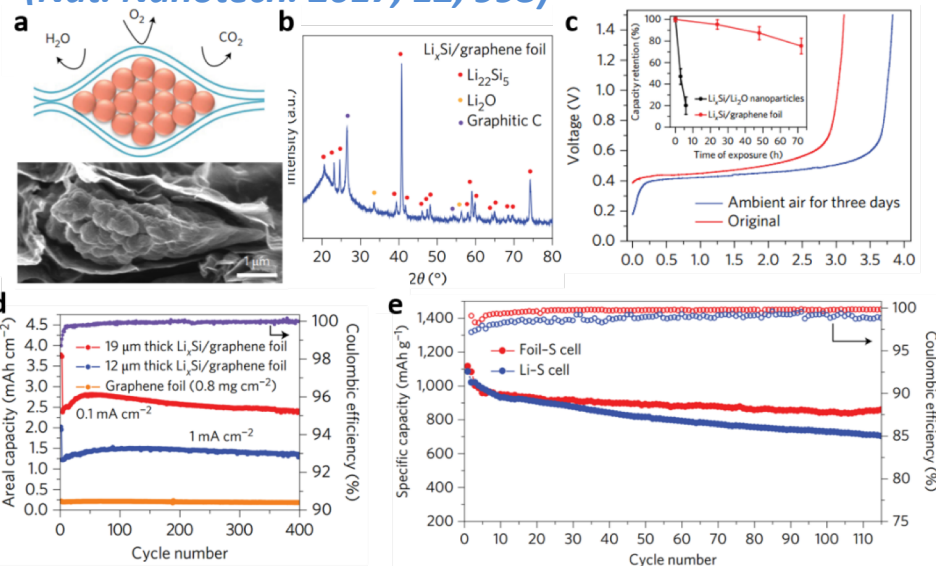 (Nat. Nanotech. 2017, 12, 993)
a
O₂
H₂O
CO₂
1 μm
b
Intensity (a.u.)
LiₓSi/graphene foil
Li₂₂Si₅
Li₂O
Graphitic C
20 30 40 50 60 70 80
2θ (°)
c
Voltage (V)
1.4
1.2
1.0
0.8
0.6
0.4
0.2
0.0
Capacity retention (%)
100
80
60
40
20
0
LiₓSi/Li₂O nanoparticles
LiₓSi/graphene foil
0 10 20 30 40 50 60 70
Time of exposure (h)
Ambient air for three days
Original
0.0 0.5 1.0 1.5 2.0 2.5 3.0 3.5 4.0
d
Areal capacity (mAh cm⁻²)
4.5
4.0
3.5
3.0
2.5
2.0
1.5
1.0
0.5
0.0
19 μm thick LiₓSi/graphene foil
12 μm thick LiₓSi/graphene foil
Graphene foil (0.8 mg cm⁻²)
0.1 mA cm⁻²
1 mA cm⁻²
100
98
96
94
92
90
Coulombic efficiency (%)
0 100 200 300 400
Cycle number
e
Specific capacity (mAh g⁻¹)
1,400
1,200
1,000
800
600
400
200
Foil–S cell
Li–S cell
100
95
90
85
80
75
Coulombic efficiency (%)
0 10 20 30 40 50 60 70 80 90 100 110
Cycle number